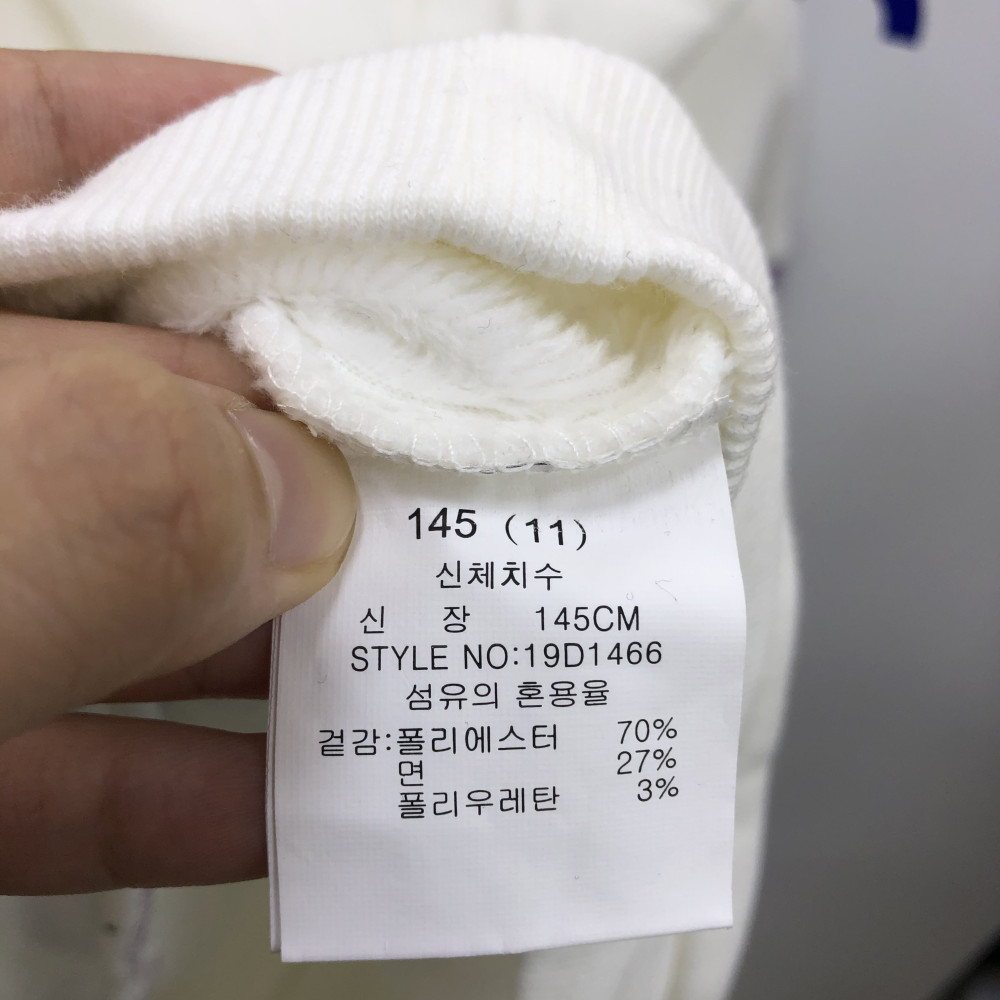 145 (11)
신체치수
신 장 145CM
STYLE NO:19D1466
섬유의 혼용율
겉감:폴리에스터 70%
면 27%
폴리우레탄 3%